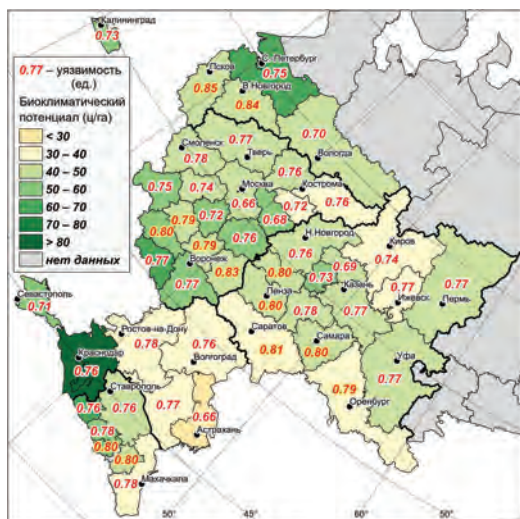 Калининград
0.73
0.77 – уязвимость
(ед.)
Биоклиматический
потенциал (ц/га)
< 30
30 – 40
40 – 50
50 – 60
60 – 70
70 – 80
> 80
нет данных
С. Петербург
0.75
Псков
0.85
В.Новгород
0.84
0.70
Вологда
0.77
Смоленск
0.78
Тверь
0.76
Кострома
0.76
0.75
0.74
Москва
0.66
0.72
0.68
0.79
0.72
0.80
0.79
0.76
0.77
Воронеж
0.77
0.83
Н.Новгород
0.76
Киров
0.74
0.69
0.80
0.73
Казань
0.77
Ижевск
0.77
Пермь
Пенза
0.80
0.78
0.77
Севастополь
0.71
Ростов-на-Дону
0.78
0.76
Волгоград
Саратов
0.81
Самара
0.80
Уфа
0.77
0.79
Оренбург
Краснодар
0.76
Ставрополь
0.76
0.76
0.77
0.66
Астрахань
0.78
0.80
0.80
0.78
Махачкала
50°
45°
60°
50°